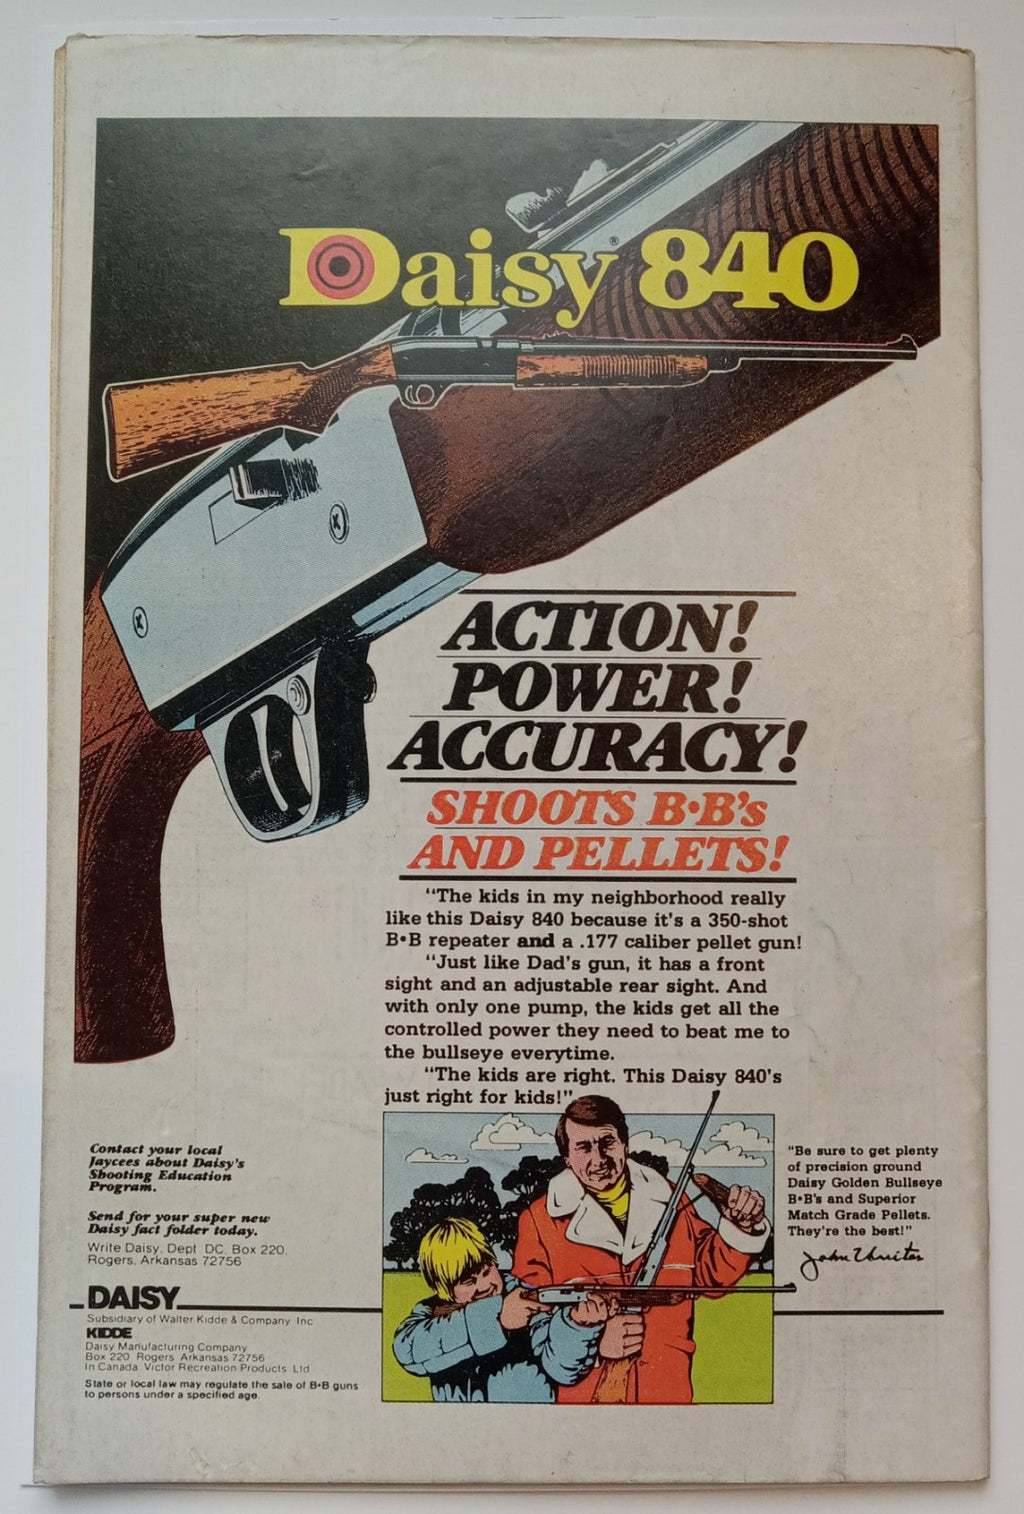 Daisy® 840
ACTION!
POWER!
ACCURACY!
SHOOTS B•B's
AND PELLETS!
"The kids in my neighborhood really
like this Daisy 840 because it's a 350-shot
B•B repeater and a .177 caliber pellet gun!
"Just like Dad's gun, it has a front
sight and an adjustable rear sight. And
with only one pump, the kids get all the
controlled power they need to beat me to
the bullseye everytime.
"The kids are right. This Daisy 840's
just right for kids!"
"Be sure to get plenty
of precision ground
Daisy Golden Bullseye
B•B's and Superior
Match Grade Pellets.
They're the best!"
John
Contact your local
Jaycees about Daisy's
Shooting Education
Program.
Send for your super new
Daisy fact folder today.
Write Daisy, Dept DC, Box 220,
Rogers, Arkansas 72756
DAISY
Subsidiary of Walter Kidde & Company Inc
KIDDE
Daisy Manufacturing Company
Box 220 Rogers Arkansas 72756
In Canada Victor Recreation Products Ltd
State or local law may regulate the sale of B•B guns
to persons under a specified age.